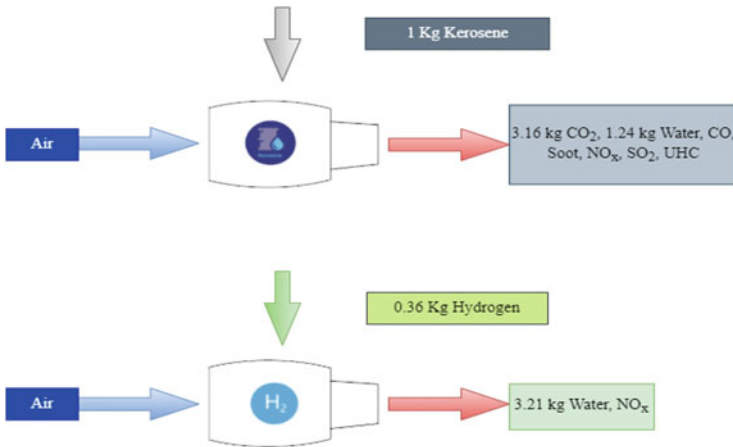 1 Kg Kerosene
Air
3.16 kg CO₂, 1.24 kg Water, CO,
Soot, NOₓ, SO₂, UHC
0.36 Kg Hydrogen
Air
H₂
3.21 kg Water, NOₓ